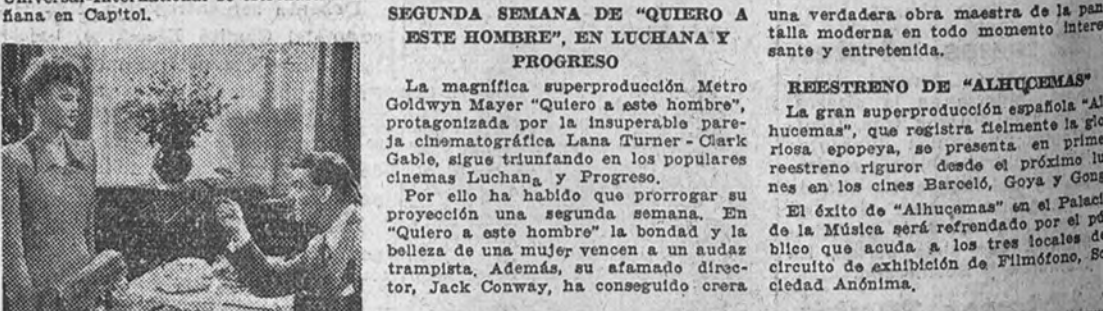 fiana en Cap'tol.
SEGUNDA SEMANA DE "QUIERO A
ESTE HOMBRE", EN LUCHANA Y
PROGRESO
La magnífica superproducción Metro
Goldwyn Mayer "Quiero a este hombre",
protagonizada por la insuperable pare-
ja cinematográfica Lana Turner - Clark
Gable, sigue triunfando en los populares
cinemas Luchana y Progreso.
Por ello ha habido que prorrogar su
proyección una segunda semana. En
"Quiero a este hombre" la bondad y la
belleza de una mujer vencen a un audaz
trampista. Además, su afamado direc-
tor, Jack Conway, ha conseguido crera
una verdadera obra maestra de la pan
talla moderna en todo momento intere
sante y entretenida.
REESTRENO DE "ALHUCEMAS"
La gran superproducción española "Al
hucemas", que registra fielmente la glo
riosa epopeya, se presenta en prime
reestreno riguror desde el próximo lu
nes en los cines Barceló, Goya y Gong
El éxito de "Alhucemas" en el Palaci
de la Música será refrendado por el pú
blico que acuda a los tres locales de
circuito de exhibición de Filmófono, So
ciedad Anónima.